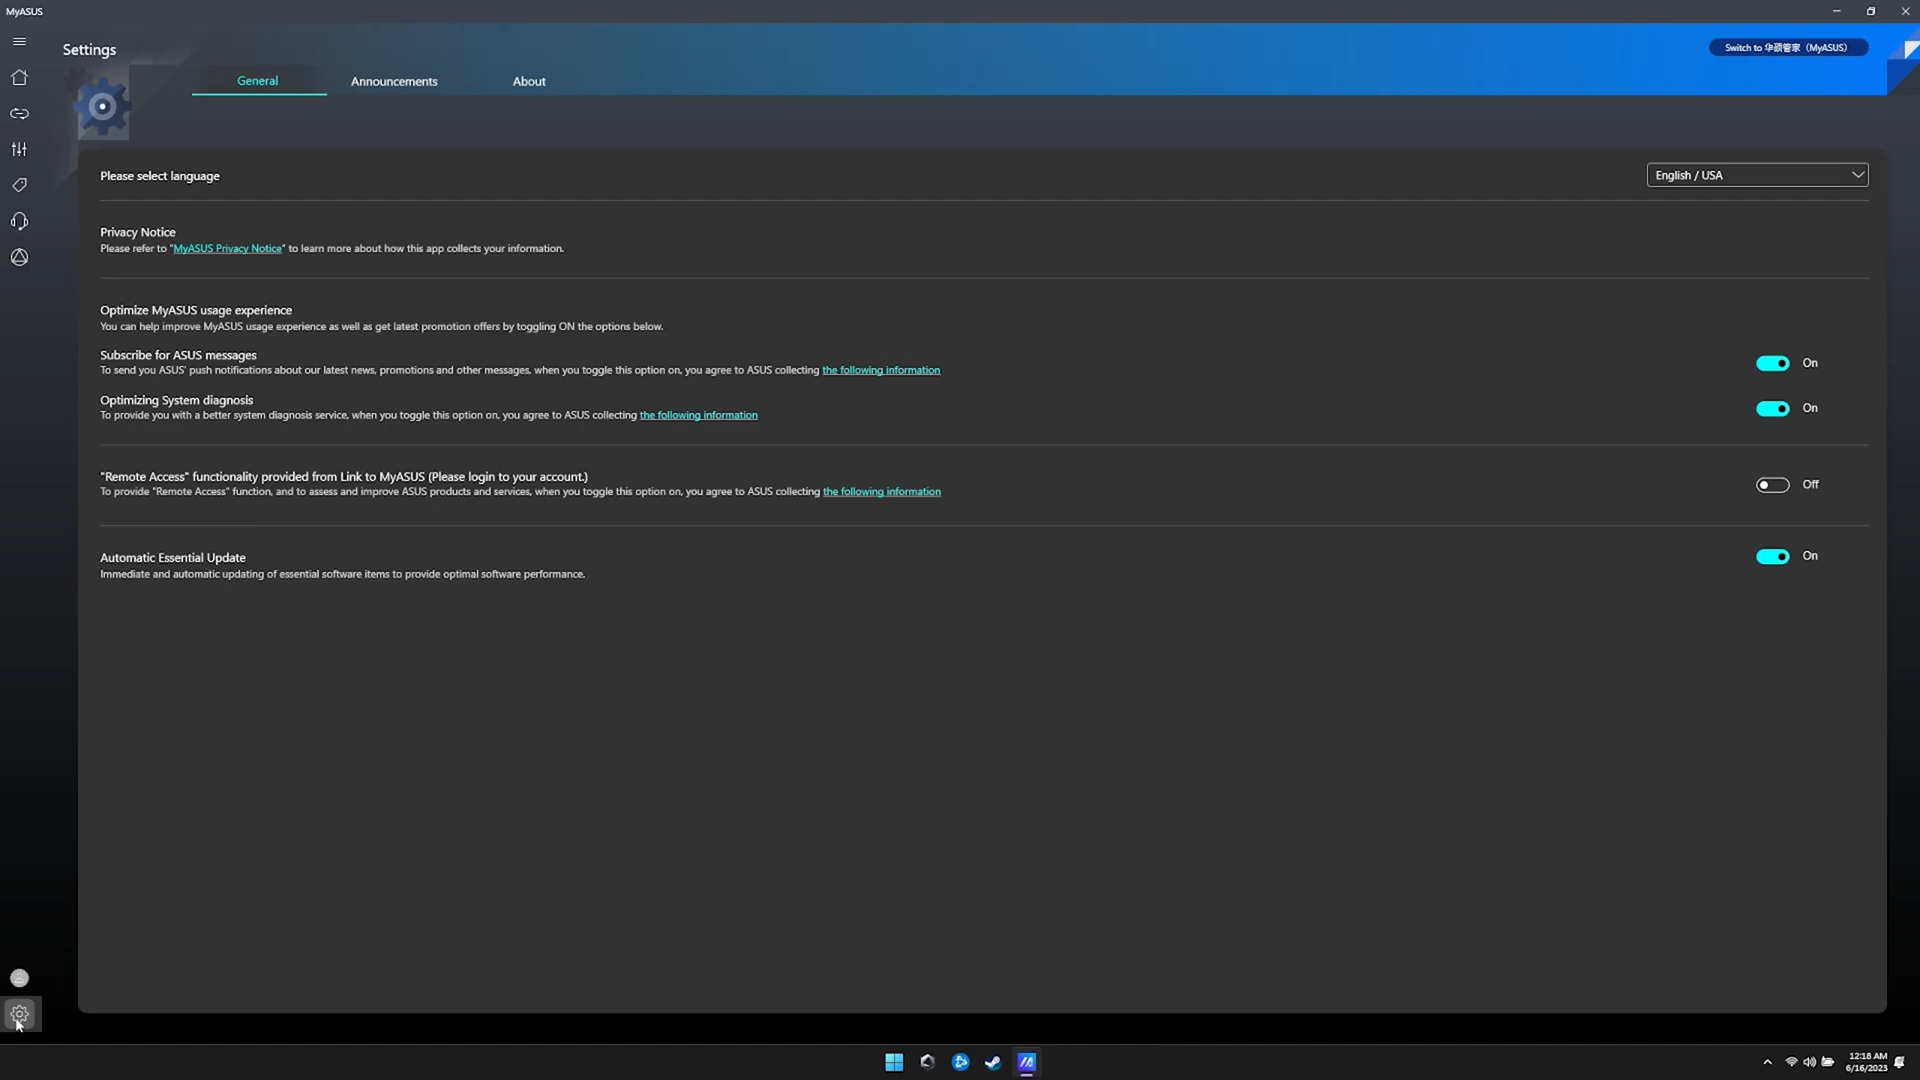 MyASUS
Settings
Switch to 华硕管家（MyASUS）
General
Announcements
About
Please select language
English / USA
Privacy Notice
Please refer to "MyASUS Privacy Notice" to learn more about how this app collects your information.
Optimize MyASUS usage experience
You can help improve MyASUS usage experience as well as get latest promotion offers by toggling ON the options below.
Subscribe for ASUS messages
To send you ASUS' push notifications about our latest news, promotions and other messages, when you toggle this option on, you agree to ASUS collecting the following information
On
Optimizing System diagnosis
To provide you with a better system diagnosis service, when you toggle this option on, you agree to ASUS collecting the following information
On
"Remote Access" functionality provided from Link to MyASUS (Please login to your account.)
To provide "Remote Access" function, and to assess and improve ASUS products and services, when you toggle this option on, you agree to ASUS collecting the following information
Off
Automatic Essential Update
Immediate and automatic updating of essential software items to provide optimal software performance.
On
12:18 AM
6/16/2023